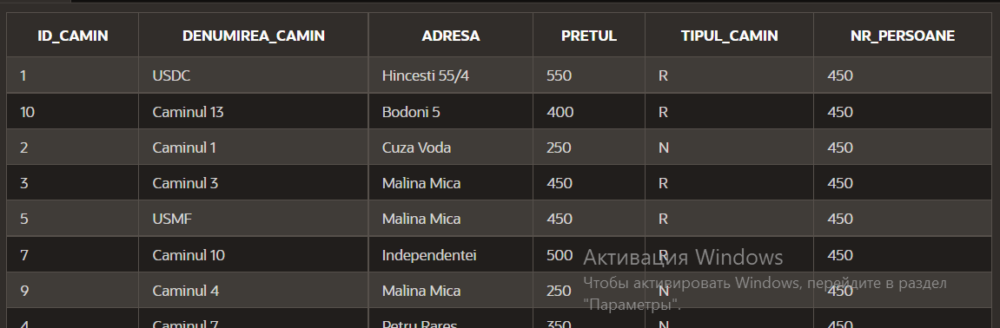 ID_CAMIN DENUMIREA_CAMIN ADRESA PRETUL TIPUL_CAMIN NR_PERSOANE
1 USDC Hincesti 55/4 550 R 450
10 Caminul 13 Bodoni 5 400 R 450
2 Caminul 1 Cuza Voda 250 N 450
3 Caminul 3 Malina Mica 450 R 450
5 USMF Malina Mica 450 R 450
7 Caminul 10 Independentei 500 R 450
Активация Windows
9 Caminul 4 Malina Mica 250 N 450
Чтобы активировать Windows, перейдите в раздел
"Параметры".
4 Caminul 7 Petru Rares 350 N 450